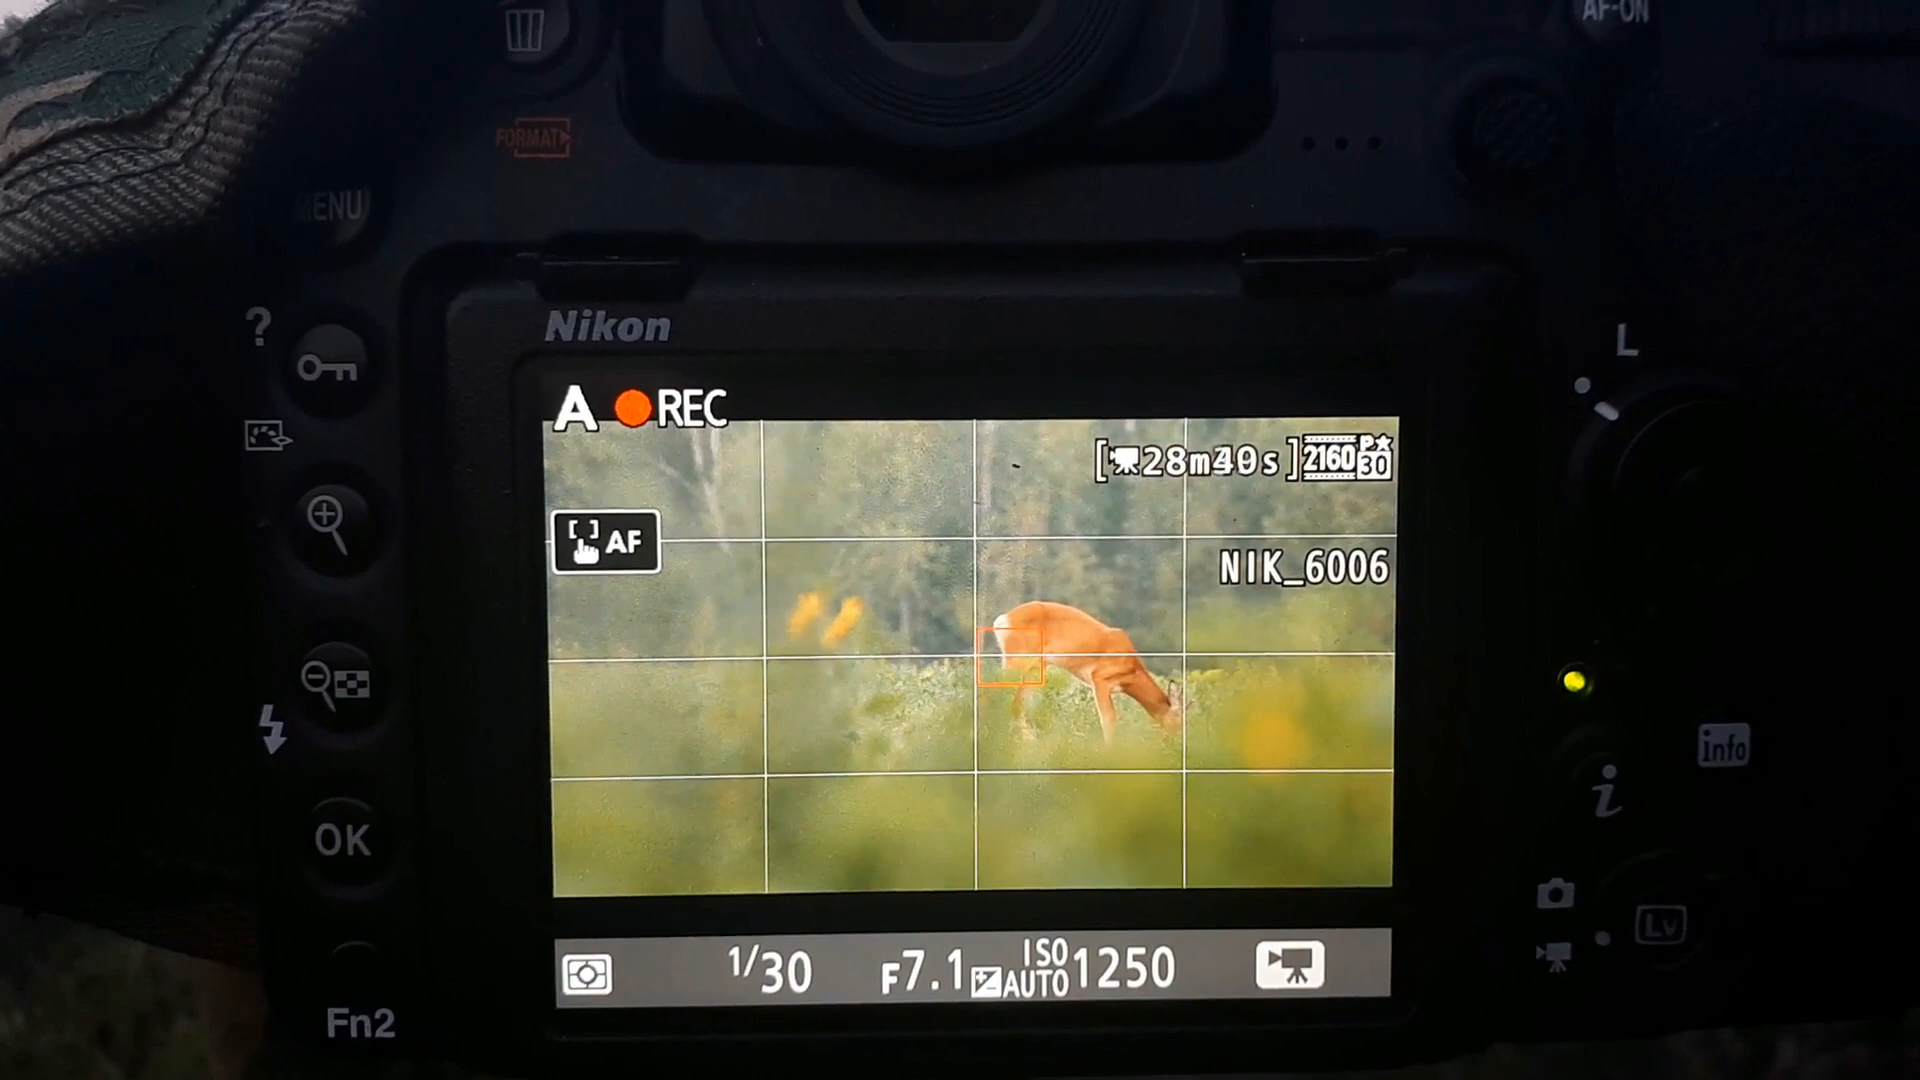 AF-ON
FORMAT
MENU
?
Nikon
L
A REC
[28m s] 2160 30
AF
NIK_6006
info
i
OK
Lv
1/30 F7.1 ISO AUTO 1250
Fn2